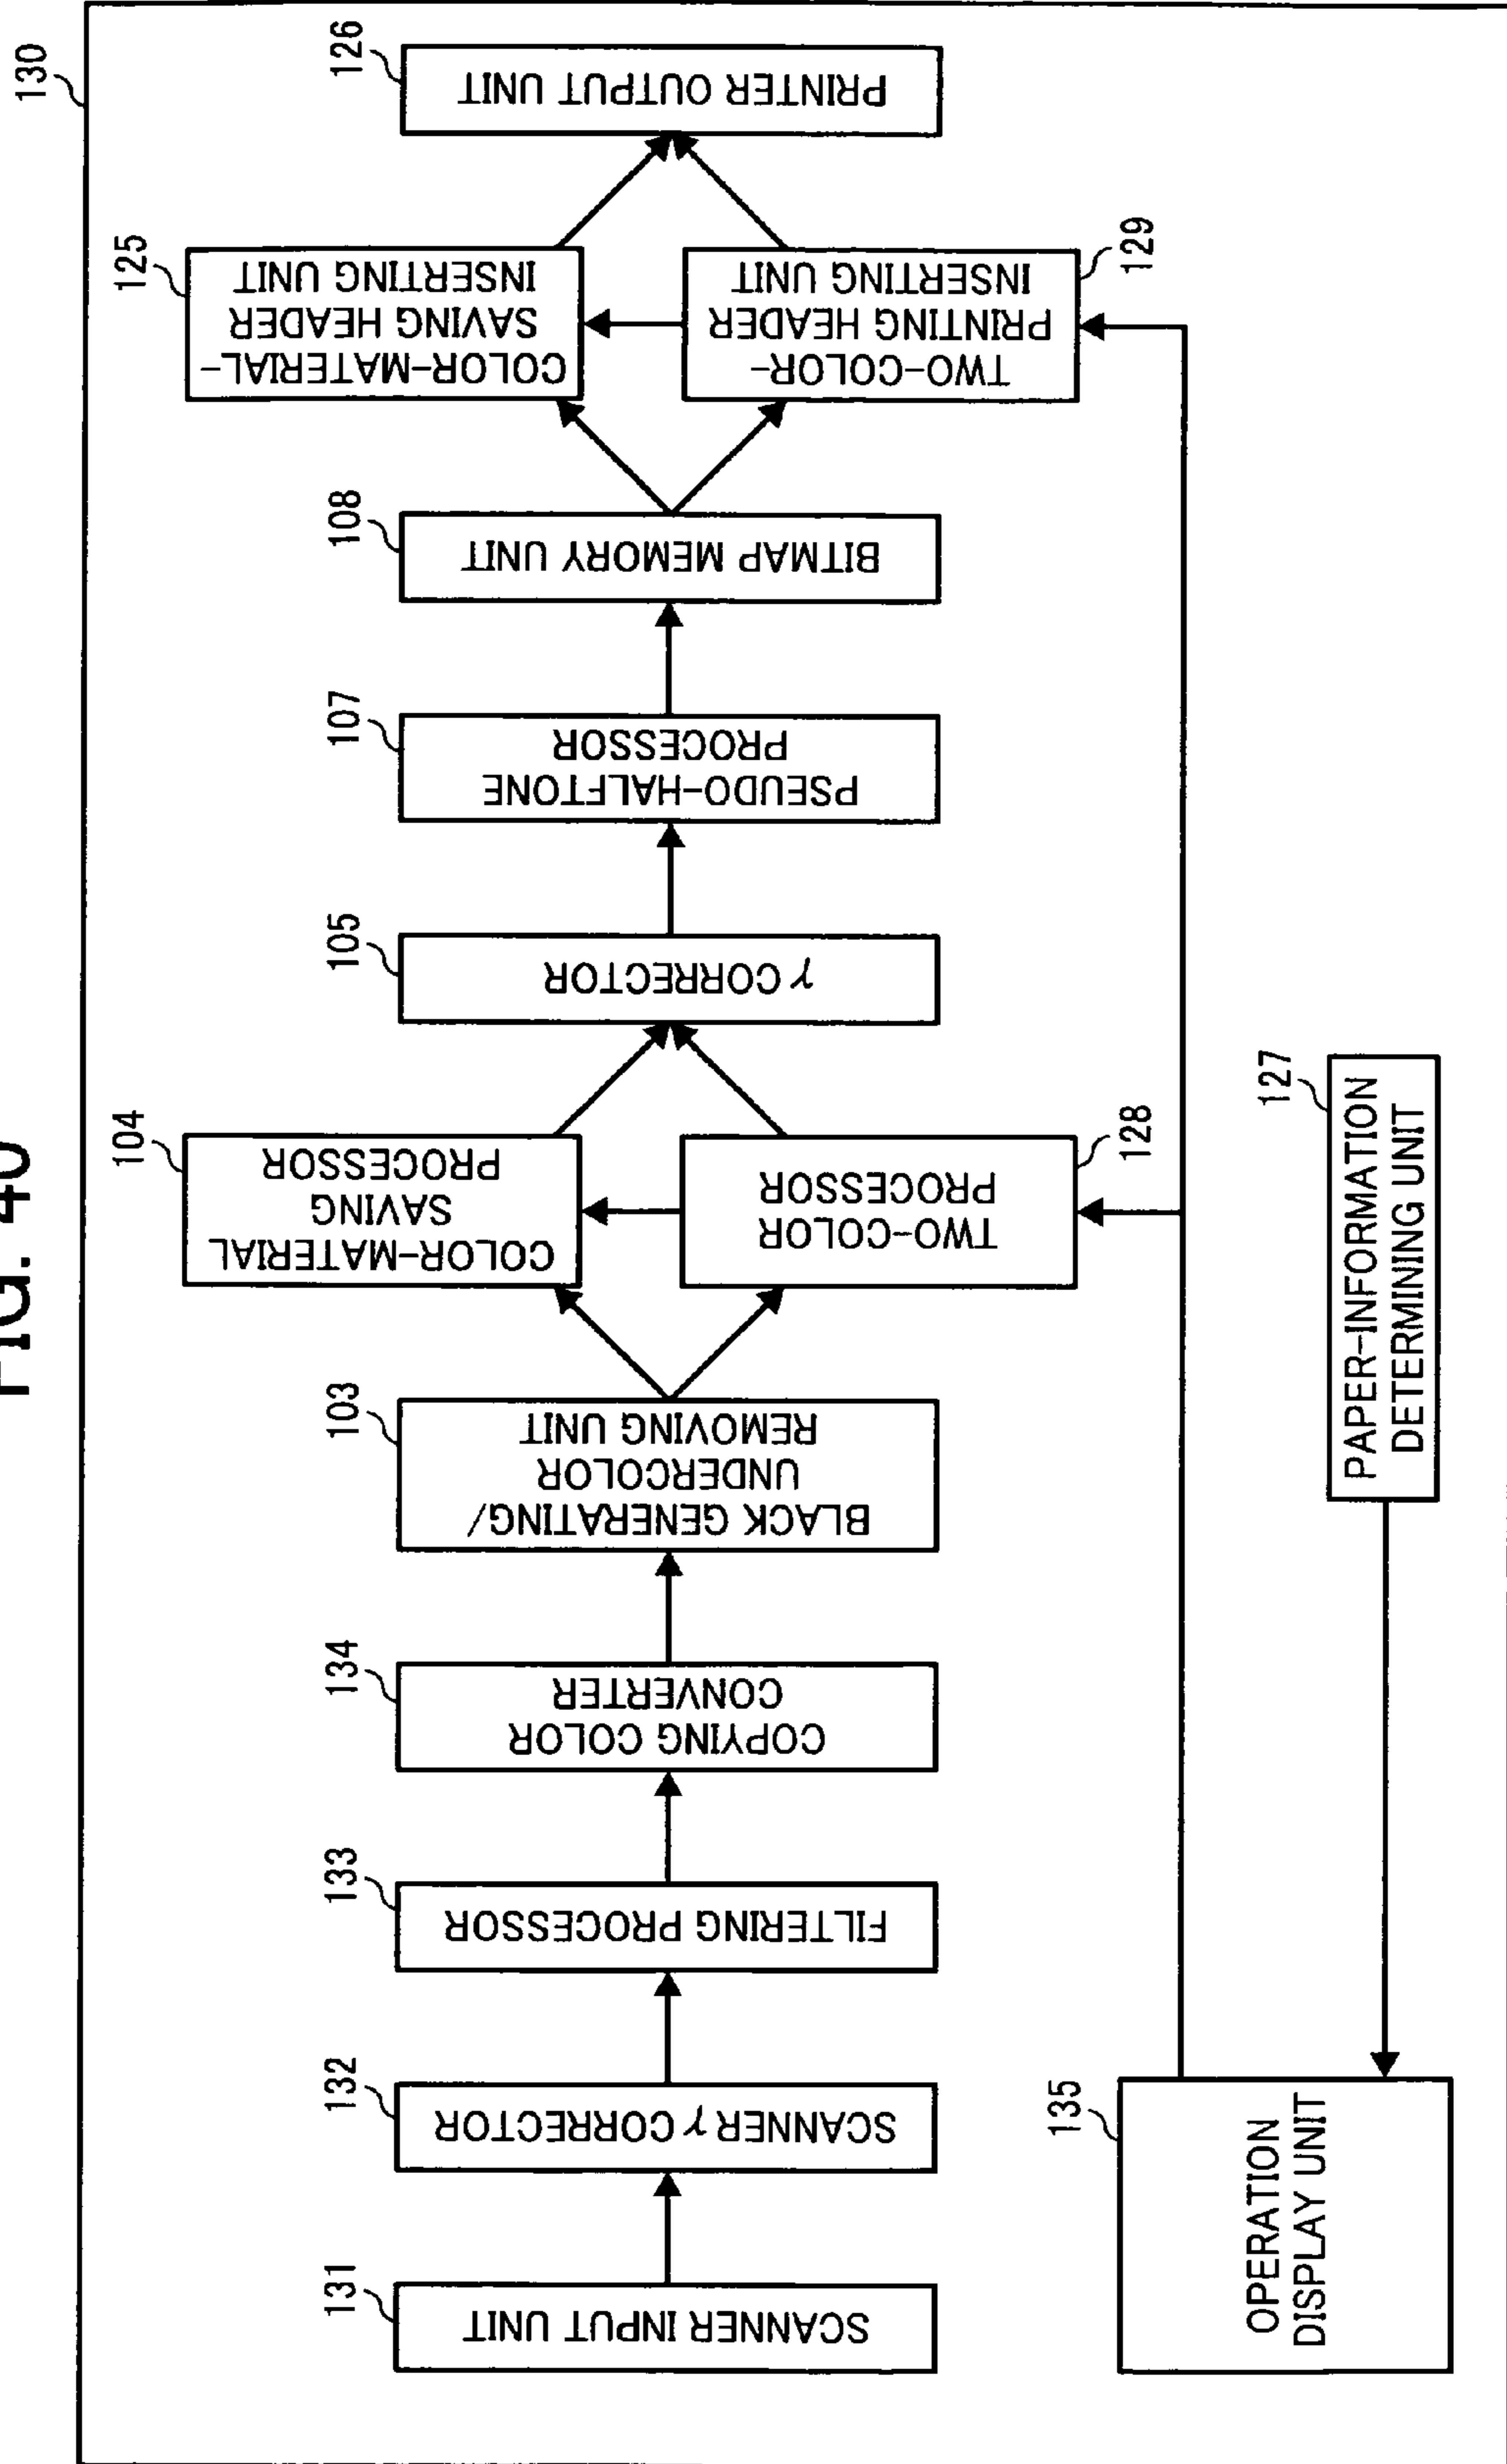 FIG. 40
130
131
SCANNER INPUT UNIT
132
SCANNER γ CORRECTOR
133
FILTERING PROCESSOR
134
COPYING COLOR
CONVERTER
103
BLACK GENERATING/
UNDERCOLOR
REMOVING UNIT
104
COLOR-MATERIAL
SAVING
PROCESSOR
TWO-COLOR
PROCESSOR
128
105
γ CORRECTOR
107
PSEUDO-HALFTONE
PROCESSOR
108
BITMAP MEMORY UNIT
125
COLOR-MATERIAL-
SAVING HEADER
INSERTING UNIT
TWO-COLOR-
PRINTING HEADER
INSERTING UNIT
129
126
PRINTER OUTPUT UNIT
135
OPERATION
DISPLAY UNIT
127
PAPER-INFORMATION
DETERMINING UNIT